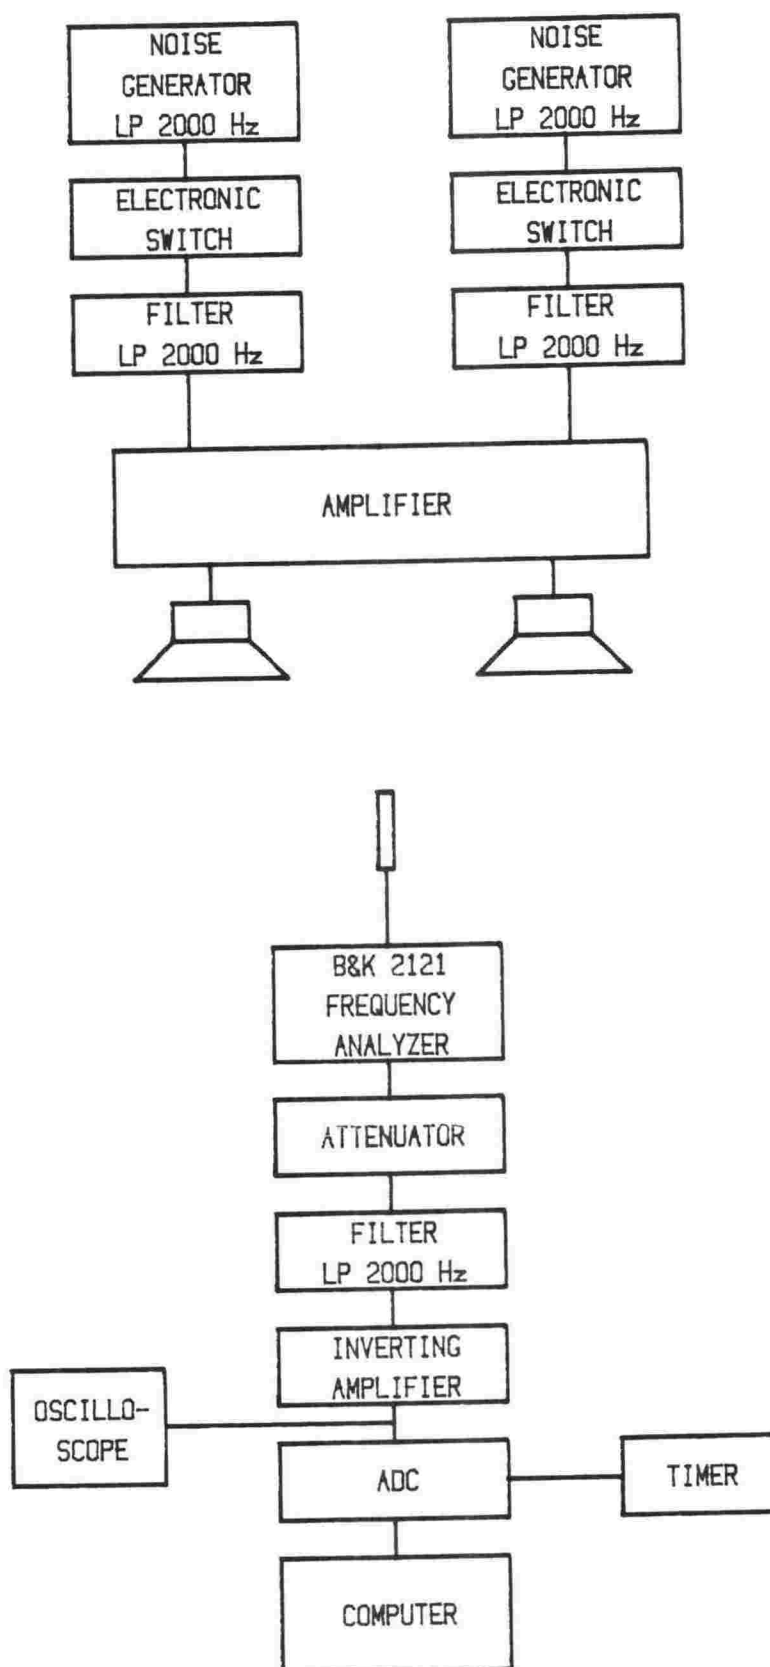 NOISE
GENERATOR
LP 2000 Hz
ELECTRONIC
SWITCH
FILTER
LP 2000 Hz
NOISE
GENERATOR
LP 2000 Hz
ELECTRONIC
SWITCH
FILTER
LP 2000 Hz
AMPLIFIER
B&K 2121
FREQUENCY
ANALYZER
ATTENUATOR
FILTER
LP 2000 Hz
INVERTING
AMPLIFIER
OSCILLO-
SCOPE
ADC
TIMER
COMPUTER